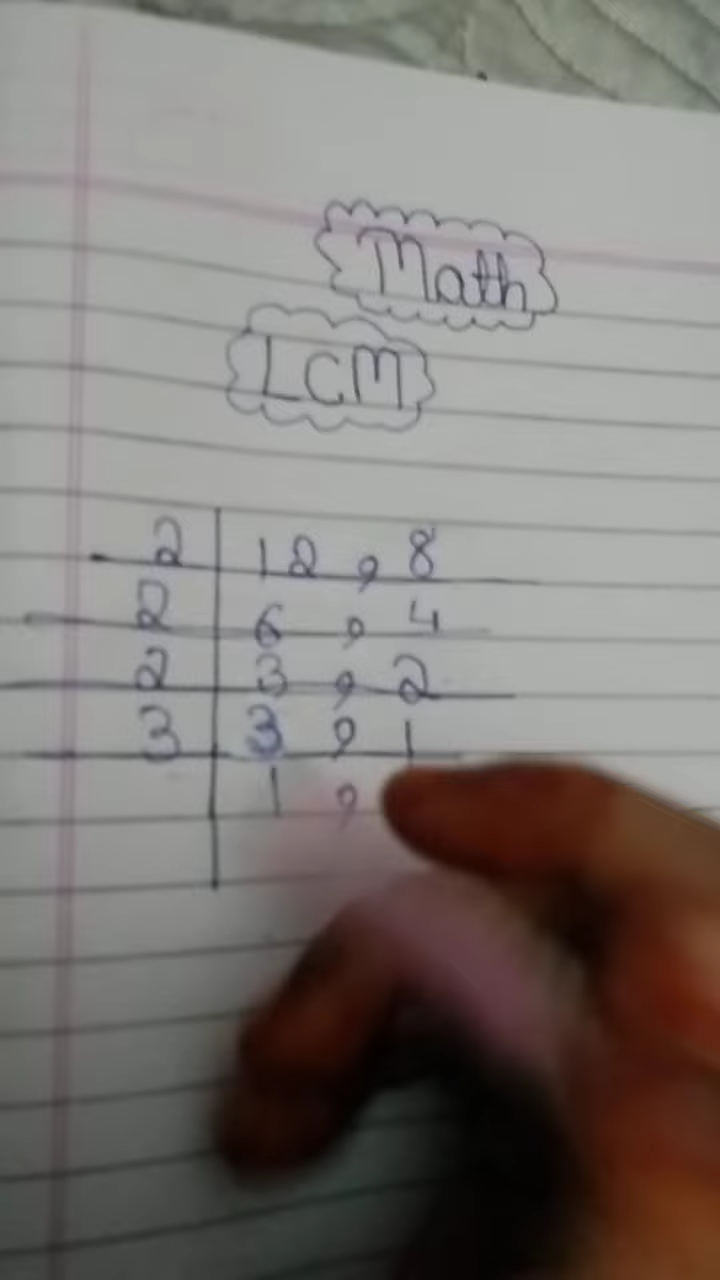 Math
LCM
2 | 12 , 8
2 | 6 , 4
2 | 3 , 2
3 | 3 , 1
1 ,